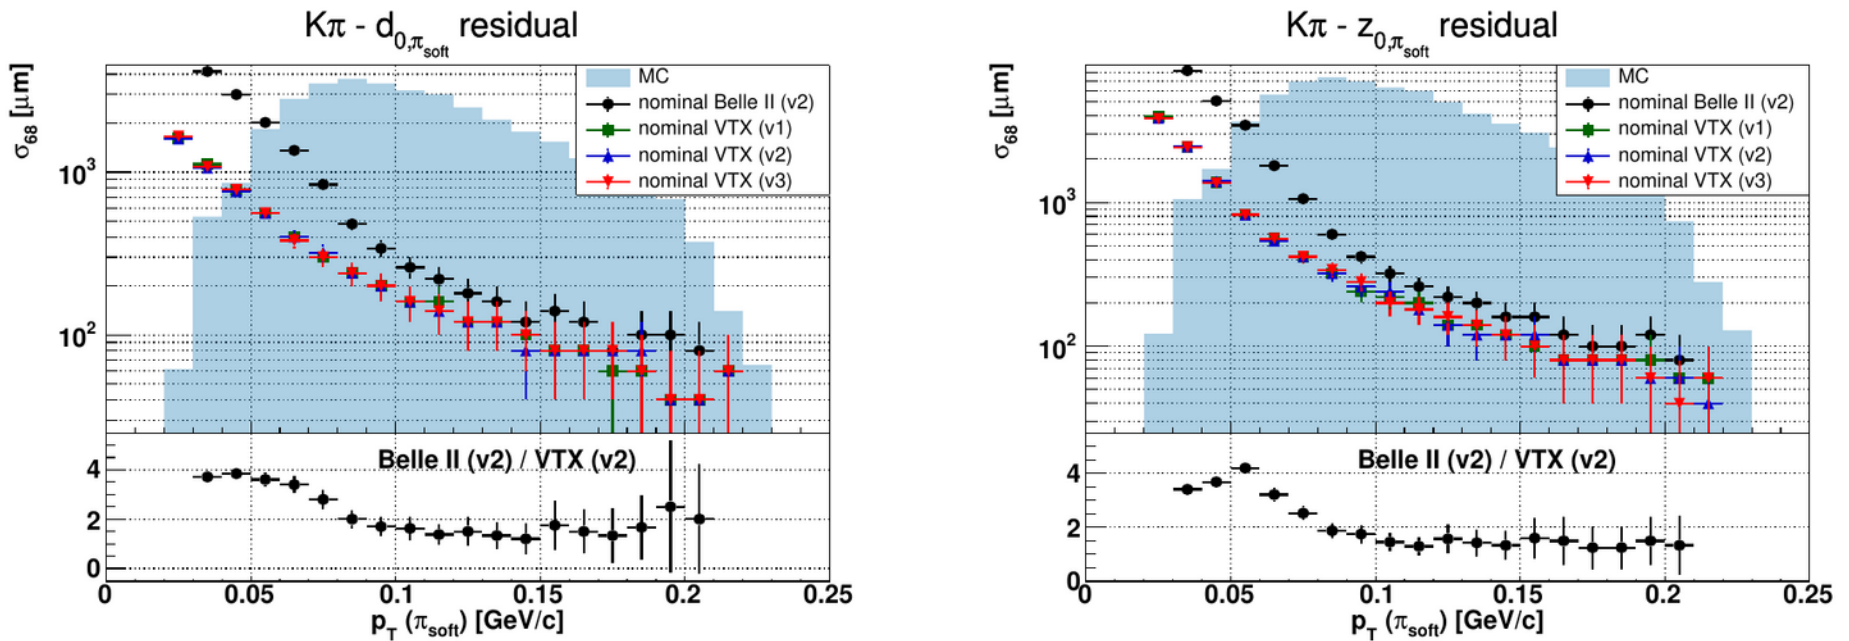 Kπ - d0,πsoft residual
σ68 [μm]
MC
nominal Belle II (v2)
nominal VTX (v1)
nominal VTX (v2)
nominal VTX (v3)
10³
10²
Belle II (v2) / VTX (v2)
4
2
0
0 0.05 0.1 0.15 0.2 0.25
pT (πsoft) [GeV/c]
Kπ - z0,πsoft residual
σ68 [μm]
MC
nominal Belle II (v2)
nominal VTX (v1)
nominal VTX (v2)
nominal VTX (v3)
10³
10²
Belle II (v2) / VTX (v2)
4
2
0
0 0.05 0.1 0.15 0.2 0.25
pT (πsoft) [GeV/c]